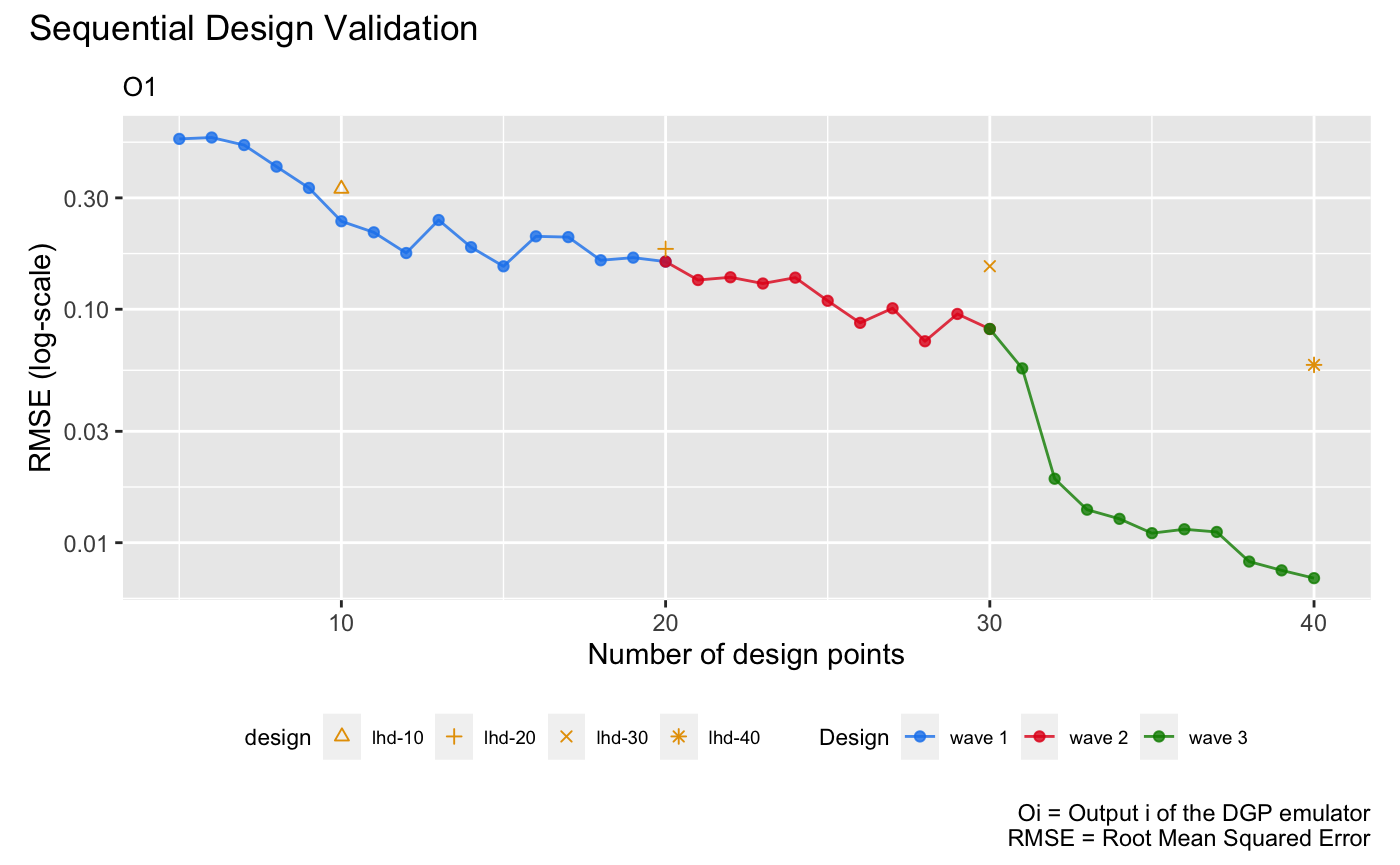 Sequential Design Validation
O1
RMSE (log-scale)
0.30
0.10
0.03
0.01
10 20 30 40
Number of design points
design lhd-10 lhd-20 lhd-30 lhd-40 Design wave 1 wave 2 wave 3
Oi = Output i of the DGP emulator
RMSE = Root Mean Squared Error